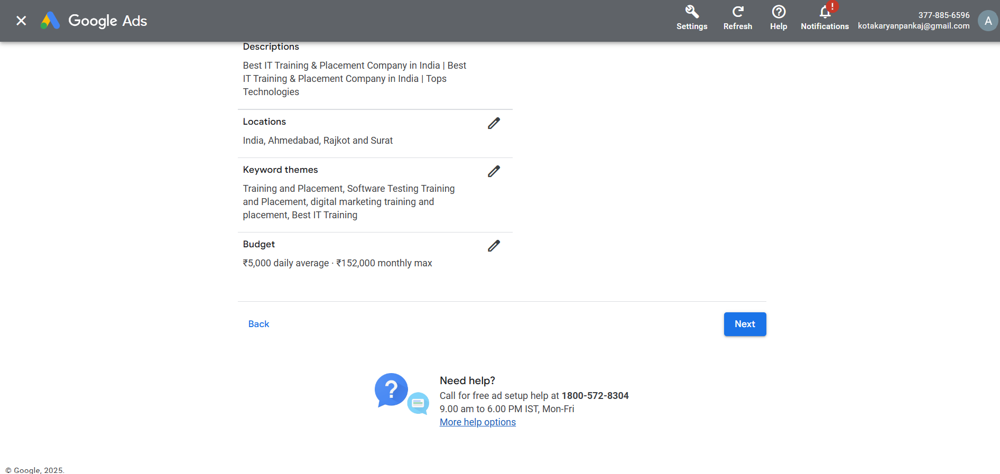 Google Ads
Settings
Refresh
Help
!
Notifications
377-885-6596
kotakaryanpankaj@gmail.com
A
Descriptions
Best IT Training & Placement Company in India | Best
IT Training & Placement Company in India | Tops
Technologies
Locations
India, Ahmedabad, Rajkot and Surat
Keyword themes
Training and Placement, Software Testing Training
and Placement, digital marketing training and
placement, Best IT Training
Budget
₹5,000 daily average · ₹152,000 monthly max
Back
Next
?
Need help?
Call for free ad setup help at 1800-572-8304
9.00 am to 6.00 PM IST, Mon-Fri
More help options
© Google, 2025.